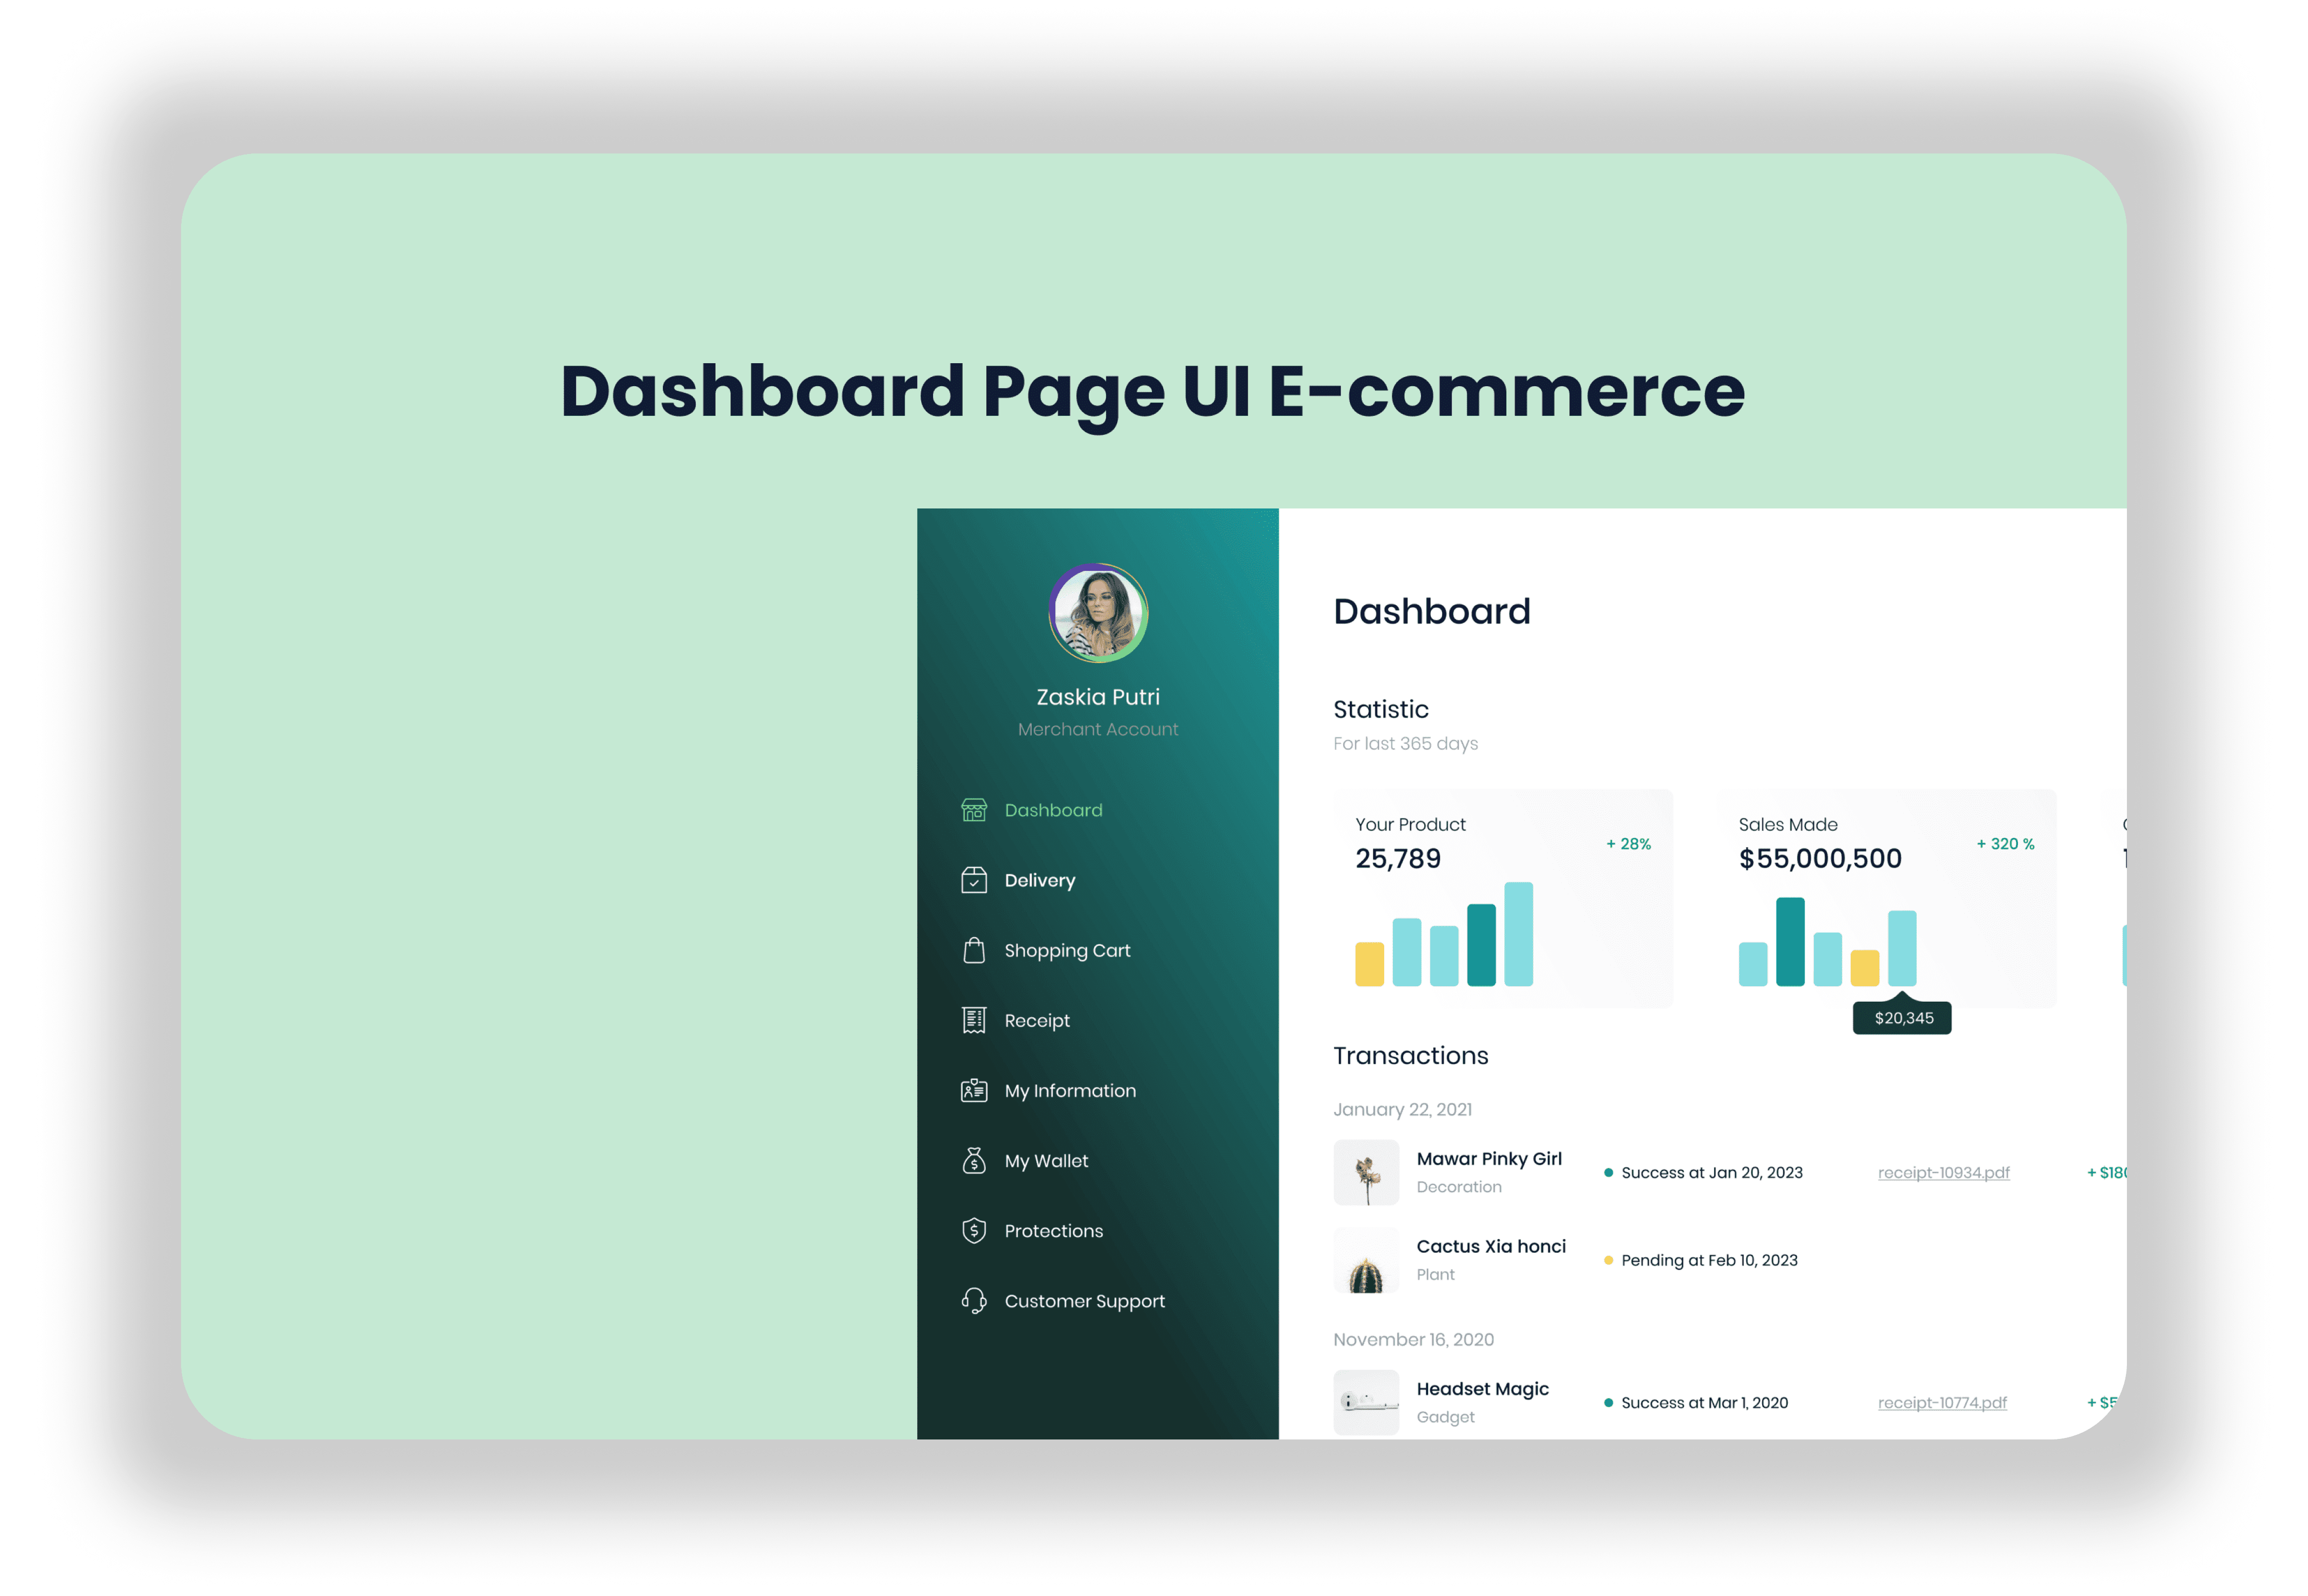 Dashboard Page UI E-commerce
Zaskia Putri
Merchant Account
Dashboard
Delivery
Shopping Cart
Receipt
My Information
My Wallet
Protections
Customer Support
Dashboard
Statistic
For last 365 days
Your Product
25,789
+ 28%
Sales Made
$55,000,500
+ 320 %
$20,345
Transactions
January 22, 2021
Mawar Pinky Girl
Decoration
Success at Jan 20, 2023
receipt-10934.pdf
Cactus Xia honci
Plant
Pending at Feb 10, 2023
November 16, 2020
Headset Magic
Gadget
Success at Mar 1, 2020
receipt-10774.pdf